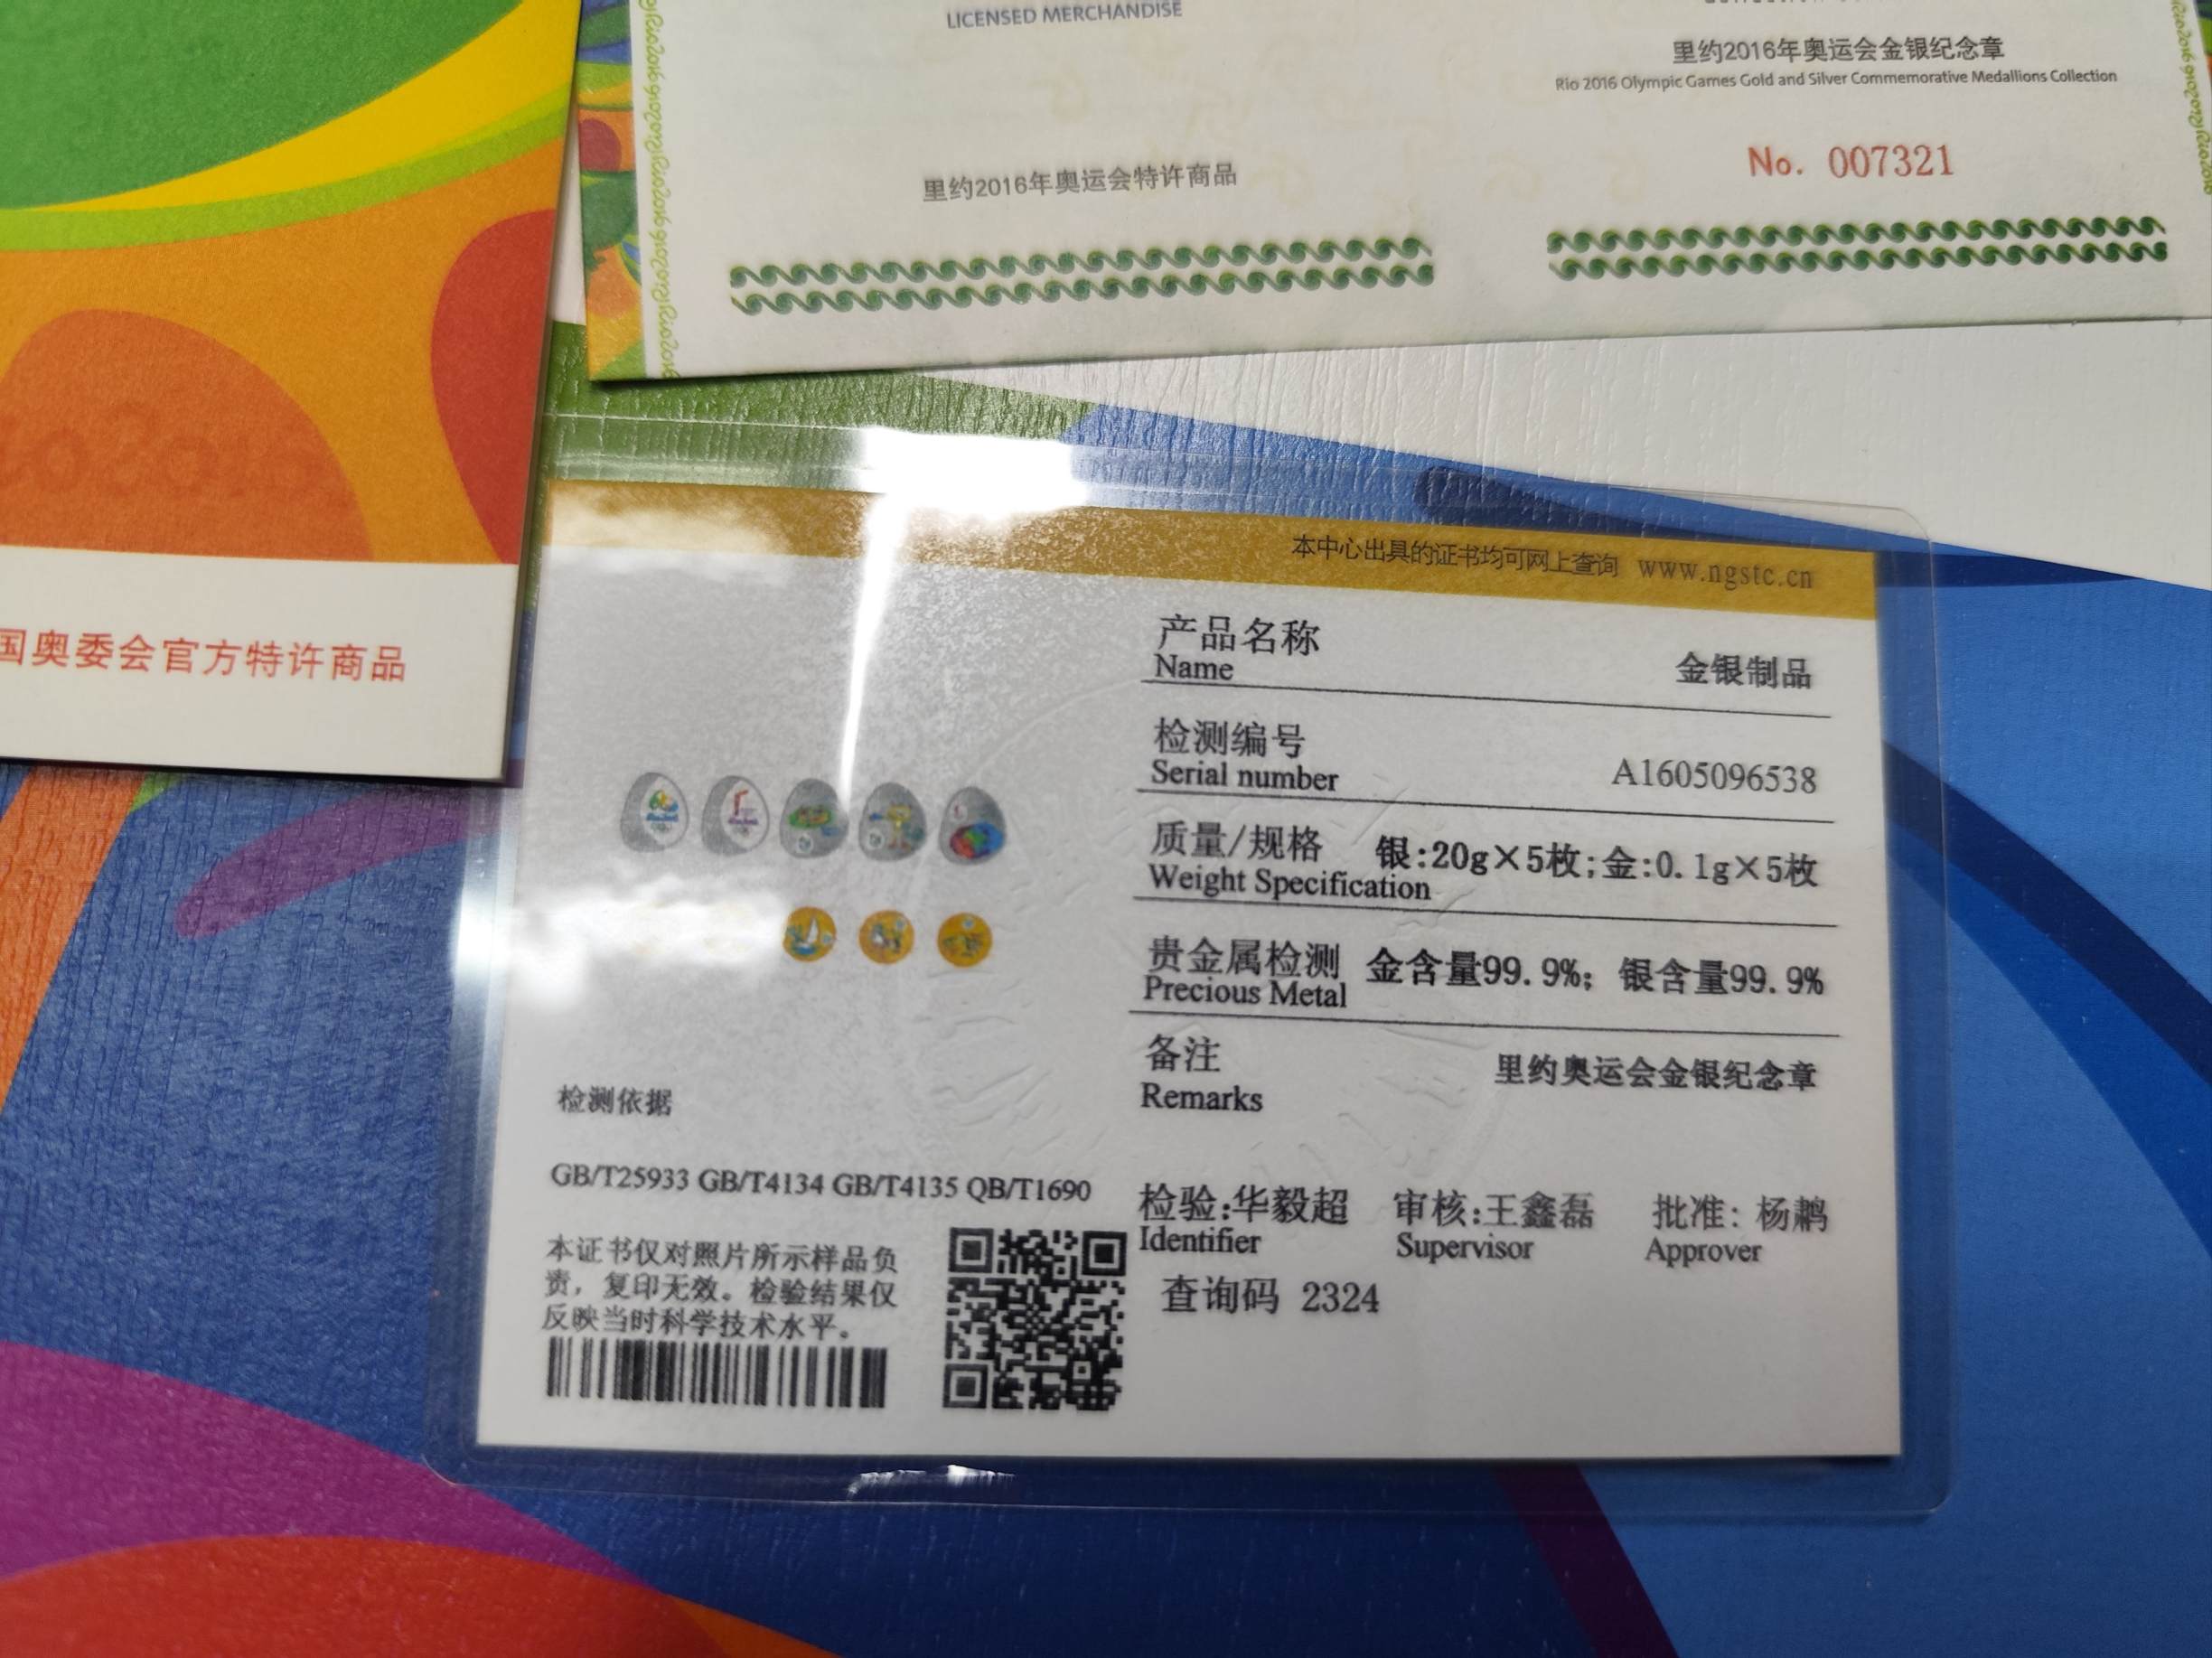 LICENSED MERCHANDISE
里约2016年奥运会特许商品
里约2016年奥运会金银纪念章
Rio 2016 Olympic Games Gold and Silver Commemorative Medallions Collection
No. 007321
国奥委会官方特许商品
本中心出具的证书均可网上查询 www.ngstc.cn
产品名称 金银制品
Name
检测编号
Serial number A1605096538
质量/规格 银:20g×5枚;金:0.1g×5枚
Weight Specification
贵金属检测 金含量99.9%; 银含量99.9%
Precious Metal
备注 里约奥运会金银纪念章
Remarks
检测依据
GB/T25933 GB/T4134 GB/T4135 QB/T1690
检验:华毅超 审核:王鑫磊 批准:杨鹔
Identifier Supervisor Approver
查询码 2324
本证书仅对照片所示样品负
责，复印无效。检验结果仅
反映当时科学技术水平。